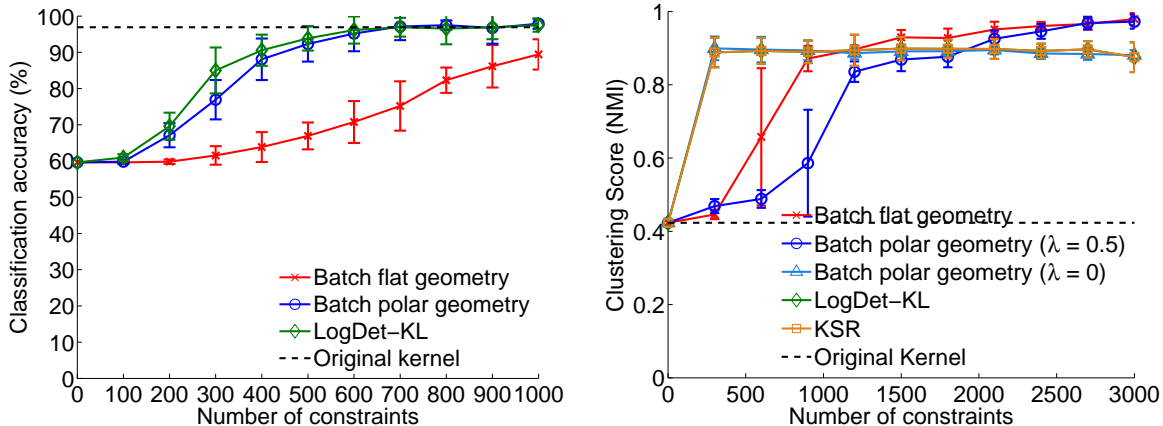 Classification accuracy (%)
100
90
80
70
60
50
40
30
20
10
0
Batch flat geometry
Batch polar geometry
LogDet−KL
Original kernel
0 100 200 300 400 500 600 700 800 900 1000
Number of constraints
Clustering Score (NMI)
1
0.8
0.6
0.4
0.2
0
Batch flat geometry
Batch polar geometry (λ = 0.5)
Batch polar geometry (λ = 0)
LogDet−KL
KSR
Original Kernel
0 500 1000 1500 2000 2500 3000
Number of constraints